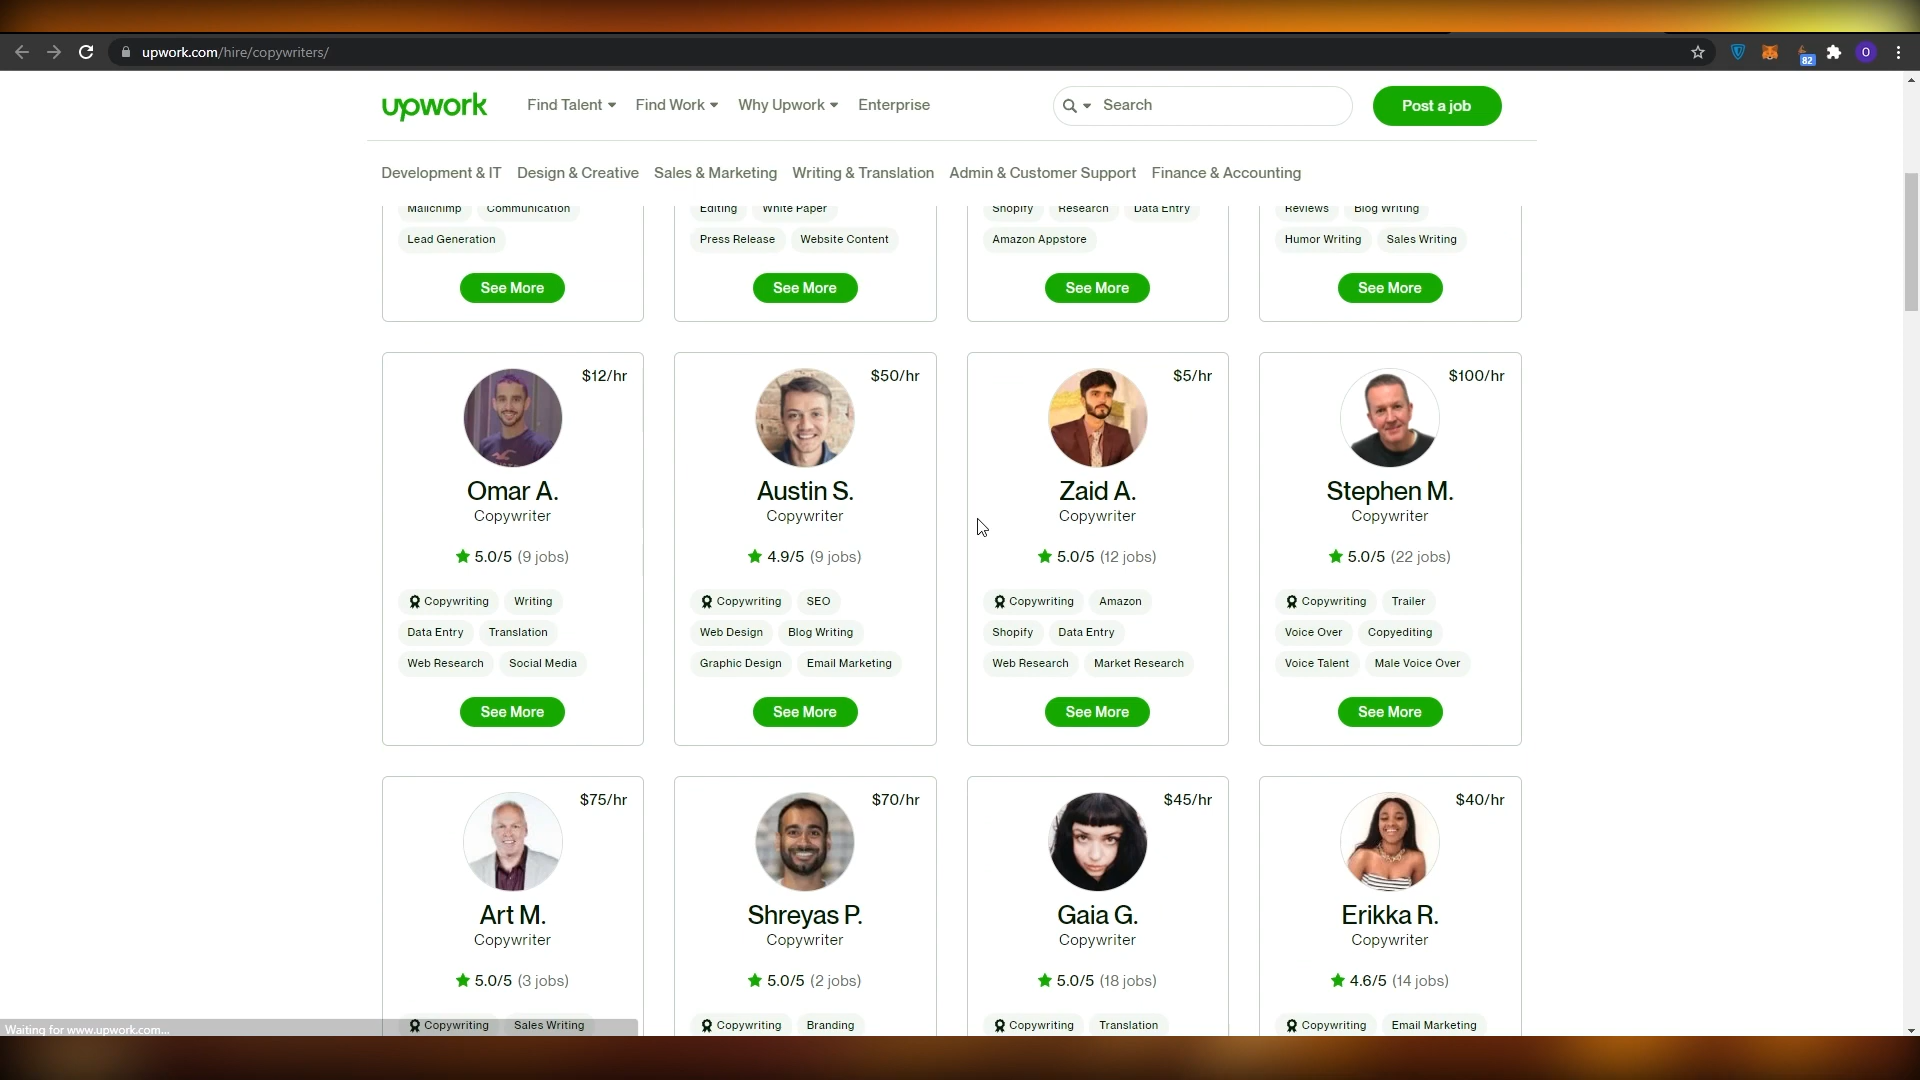 upwork.com/hire/copywriters/
82
O
upwork
Find Talent
Find Work
Why Upwork
Enterprise
Search
Post a job
Development & IT
Design & Creative
Sales & Marketing
Writing & Translation
Admin & Customer Support
Finance & Accounting
Mailchimp Communication
Lead Generation
See More
Editing White Paper
Press Release Website Content
See More
Shopify Research Data Entry
Amazon Appstore
See More
Reviews Blog Writing
Humor Writing Sales Writing
See More
$12/hr
Omar A.
Copywriter
5.0/5 (9 jobs)
Copywriting Writing
Data Entry Translation
Web Research Social Media
See More
$50/hr
Austin S.
Copywriter
4.9/5 (9 jobs)
Copywriting SEO
Web Design Blog Writing
Graphic Design Email Marketing
See More
$5/hr
Zaid A.
Copywriter
5.0/5 (12 jobs)
Copywriting Amazon
Shopify Data Entry
Web Research Market Research
See More
$100/hr
Stephen M.
Copywriter
5.0/5 (22 jobs)
Copywriting Trailer
Voice Over Copyediting
Voice Talent Male Voice Over
See More
$75/hr
Art M.
Copywriter
5.0/5 (3 jobs)
Copywriting Sales Writing
$70/hr
Shreyas P.
Copywriter
5.0/5 (2 jobs)
Copywriting Branding
$45/hr
Gaia G.
Copywriter
5.0/5 (18 jobs)
Copywriting Translation
$40/hr
Erikka R.
Copywriter
4.6/5 (14 jobs)
Copywriting Email Marketing
Waiting for www.upwork.com...